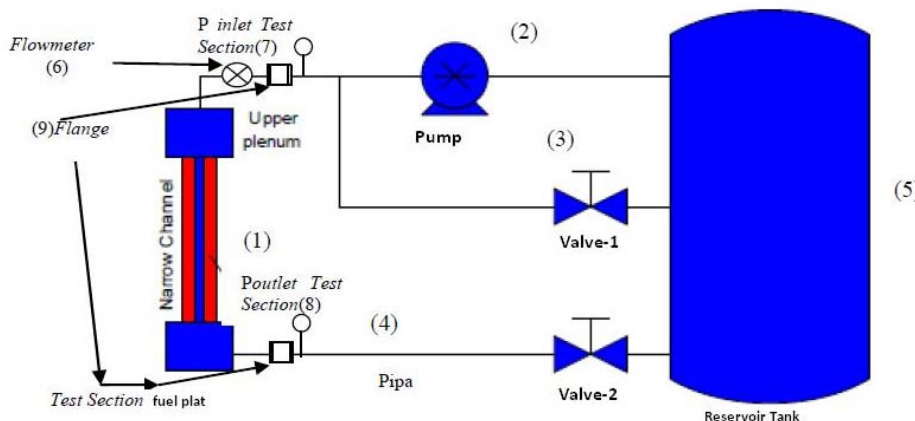 P inlet Test
Section(7)
Flowmeter
(6)
(2)
(9)Flange
Upper
plenum
Pump
(3)
(5)
Narrow Channel
(1)
Valve-1
Poutlet Test
Section(8)
(4)
Pipa
Test Section fuel plat
Valve-2
Reservoir Tank